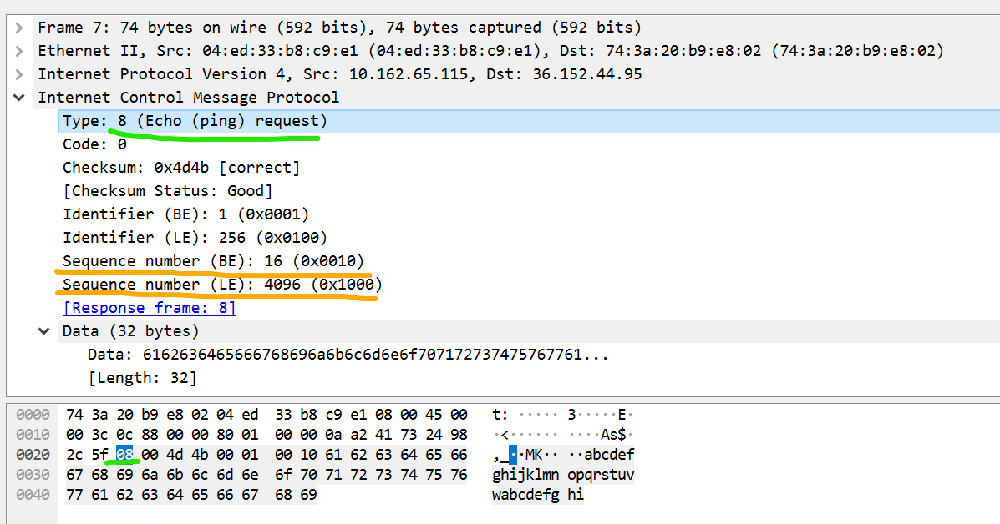 Frame 7: 74 bytes on wire (592 bits), 74 bytes captured (592 bits)
Ethernet II, Src: 04:ed:33:b8:c9:e1 (04:ed:33:b8:c9:e1), Dst: 74:3a:20:b9:e8:02 (74:3a:20:b9:e8:02)
Internet Protocol Version 4, Src: 10.162.65.115, Dst: 36.152.44.95
Internet Control Message Protocol
Type: 8 (Echo (ping) request)
Code: 0
Checksum: 0x4d4b [correct]
[Checksum Status: Good]
Identifier (BE): 1 (0x0001)
Identifier (LE): 256 (0x0100)
Sequence number (BE): 16 (0x0010)
Sequence number (LE): 4096 (0x1000)
[Response frame: 8]
Data (32 bytes)
Data: 6162636465666768696a6b6c6d6e6f707172737475767761...
[Length: 32]
0000 74 3a 20 b9 e8 02 04 ed 33 b8 c9 e1 08 00 45 00 t: ····· 3·····E·
0010 00 3c 0c 88 00 00 80 01 00 00 0a a2 41 73 24 98 ·<······ ····As$·
0020 2c 5f 08 00 4d 4b 00 01 00 10 61 62 63 64 65 66 ,_··MK·· ··abcdef
0030 67 68 69 6a 6b 6c 6d 6e 6f 70 71 72 73 74 75 76 ghijklmn opqrstuv
0040 77 61 62 63 64 65 66 67 68 69 wabcdefg hi